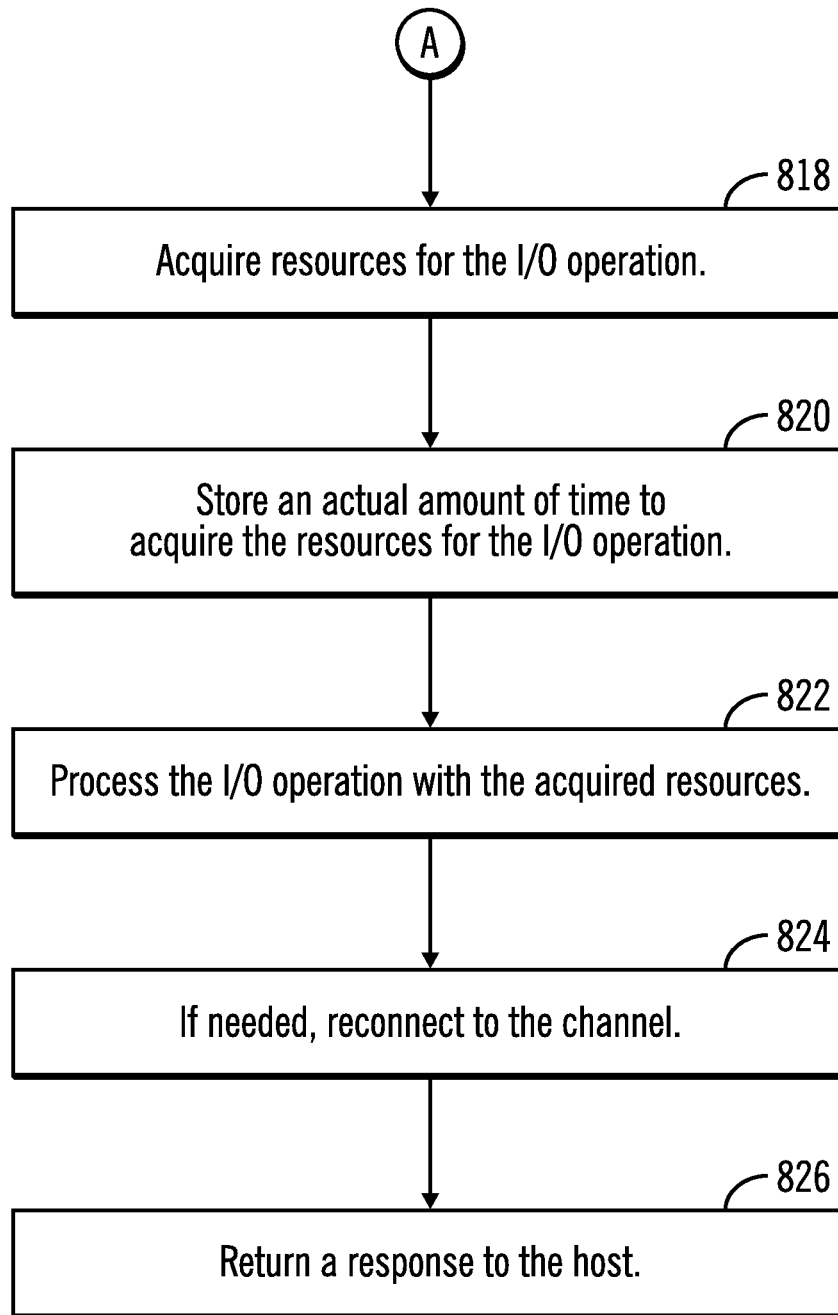 A
818
Acquire resources for the I/O operation.
820
Store an actual amount of time to
acquire the resources for the I/O operation.
822
Process the I/O operation with the acquired resources.
824
If needed, reconnect to the channel.
826
Return a response to the host.